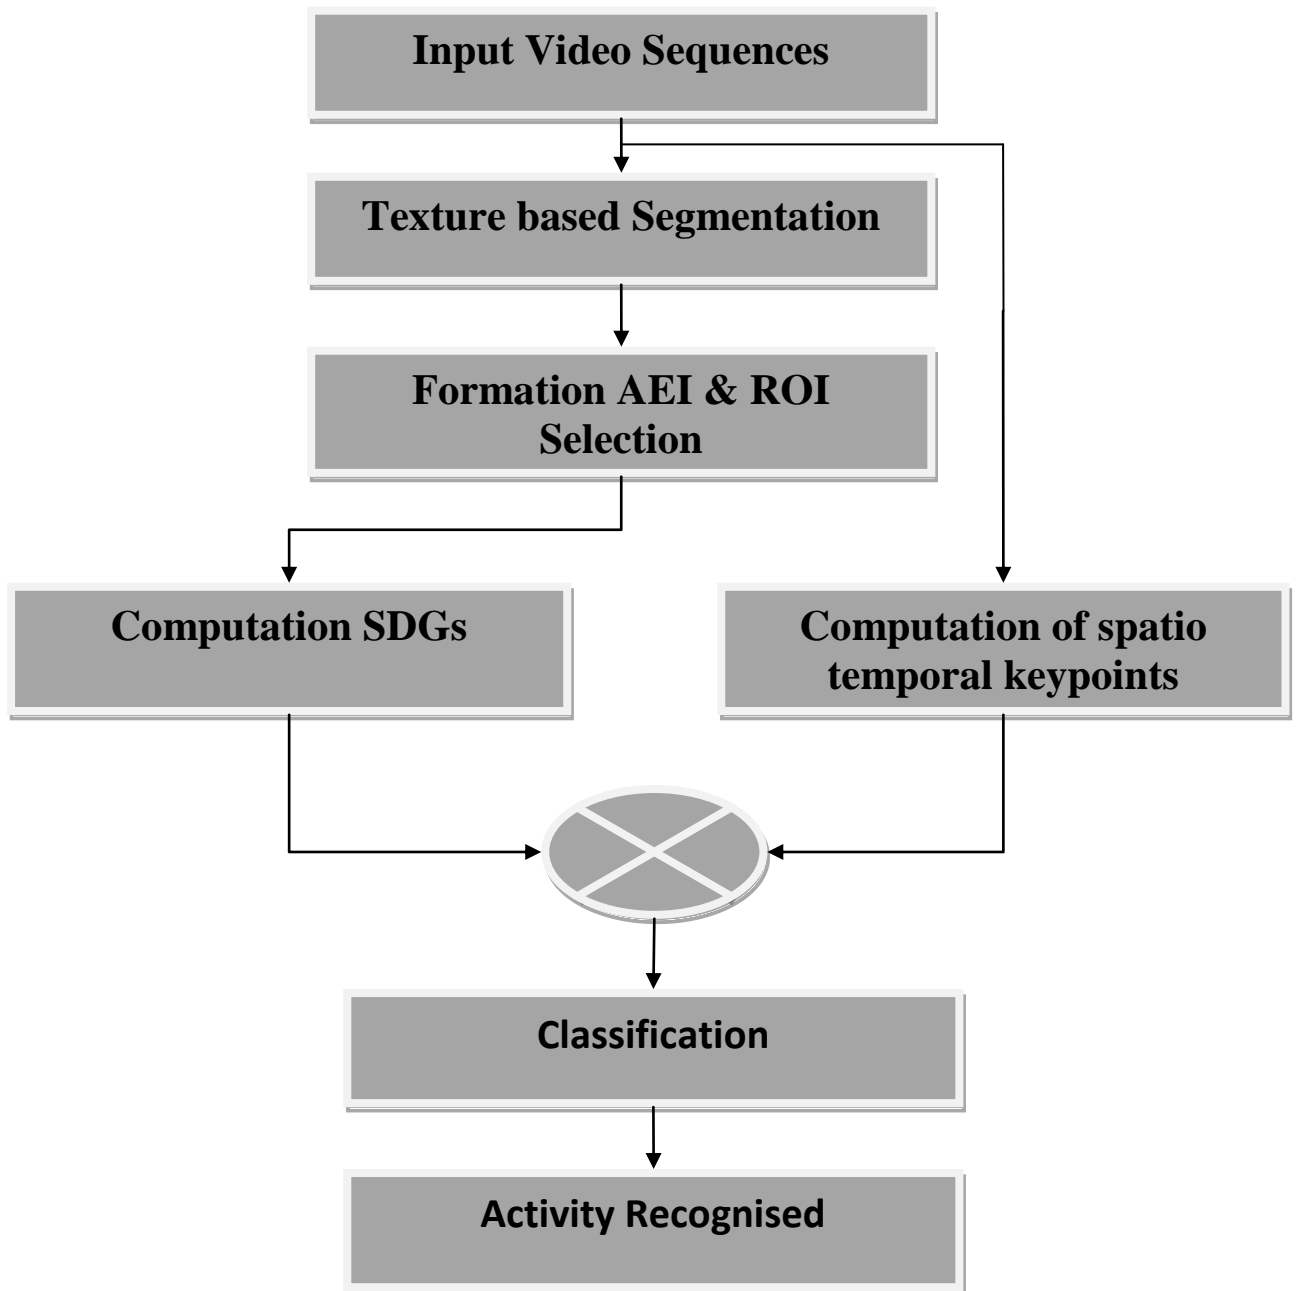 Input Video Sequences
Texture based Segmentation
Formation AEI & ROI
Selection
Computation SDGs
Computation of spatio
temporal keypoints
Classification
Activity Recognised